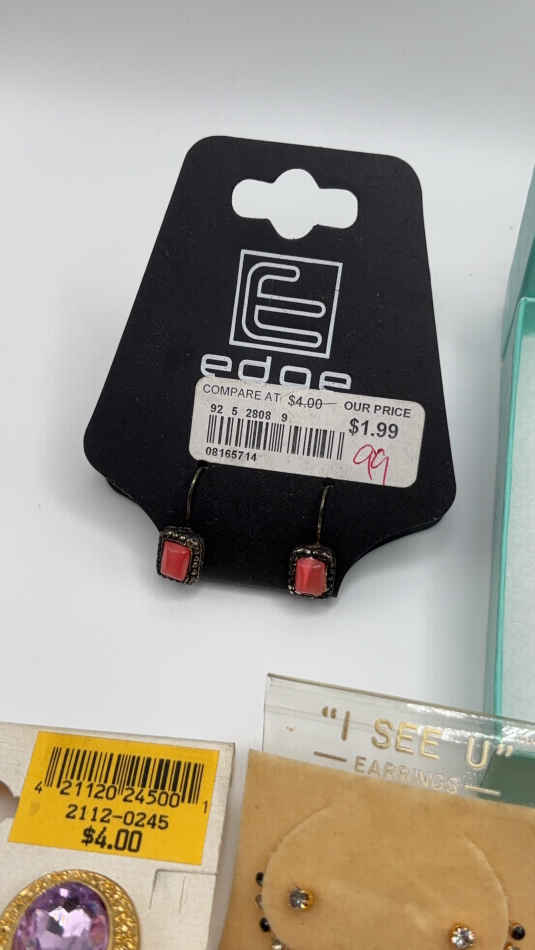 edge
COMPARE AT $4.00 OUR PRICE
92 5 2808 9
$1.99
08165714
99
"I SEE U"
EARRINGS
4 21120 24500 1
2112-0245
$4.00